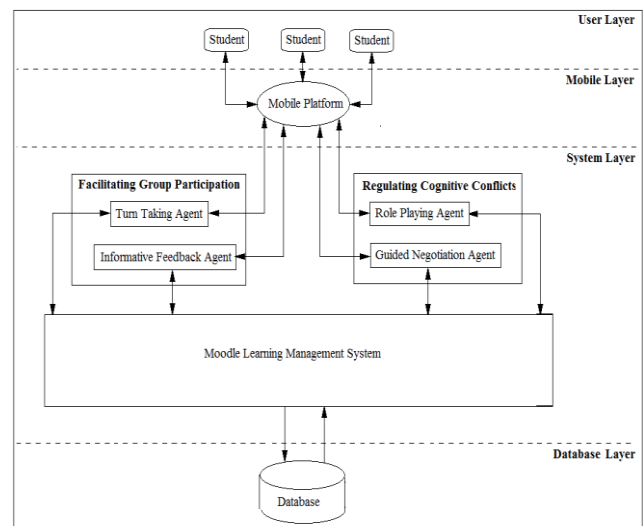 User Layer
Student
Student
Student
Mobile Layer
Mobile Platform
System Layer
Facilitating Group Participation
Turn Taking Agent
Informative Feedback Agent
Regulating Cognitive Conflicts
Role Playing Agent
Guided Negotiation Agent
Moodle Learning Management System
Database Layer
Database